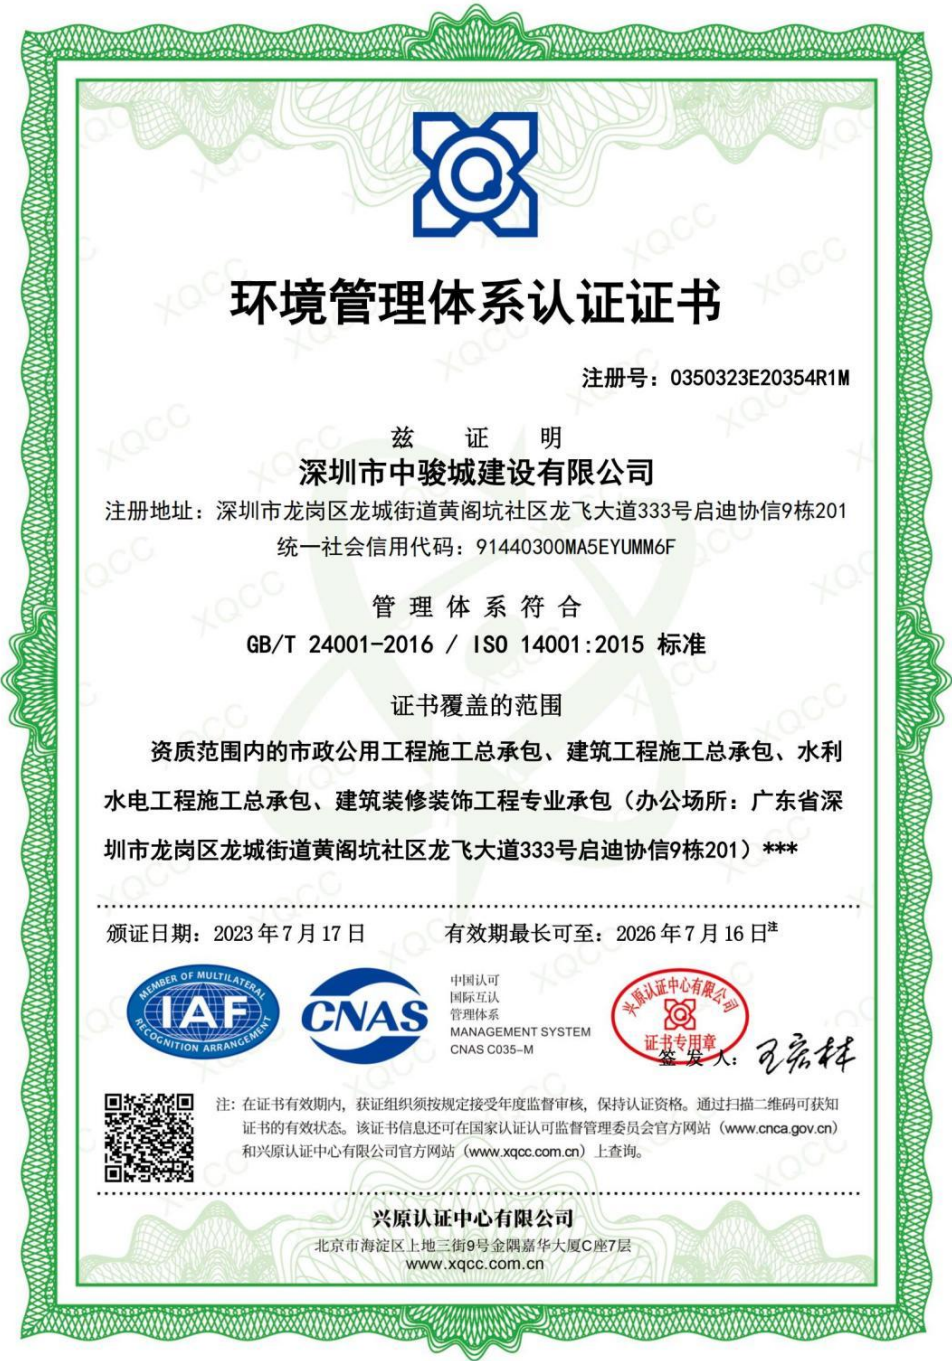 环境管理体系认证证书
注册号：0350323E20354R1M
兹 证 明
深圳市中骏城建设有限公司
注册地址：深圳市龙岗区龙城街道黄阁坑社区龙飞大道333号启迪协信9栋201
统一社会信用代码：91440300MA5EYUMM6F
管 理 体 系 符 合
GB/T 24001-2016 / ISO 14001:2015 标准
证书覆盖的范围
资质范围内的市政公用工程施工总承包、建筑工程施工总承包、水利
水电工程施工总承包、建筑装修装饰工程专业承包（办公场所：广东省深
圳市龙岗区龙城街道黄阁坑社区龙飞大道333号启迪协信9栋201）***
颁证日期：2023 年 7 月 17 日 有效期最长可至：2026 年 7 月 16 日注
MEMBER OF MULTILATERAL
IAF
RECOGNITION ARRANGEMENT
CNAS
中国认可
国际互认
管理体系
MANAGEMENT SYSTEM
CNAS C035-M
兴原认证中心有限公司
证书专用章
签 发 人：王宏林
注：在证书有效期内，获证组织须按规定接受年度监督审核，保持认证资格。通过扫描二维码可获知
证书的有效状态。该证书信息还可在国家认证认可监督管理委员会官方网站（www.cnca.gov.cn）
和兴原认证中心有限公司官方网站（www.xqcc.com.cn）上查询。
兴原认证中心有限公司
北京市海淀区上地三街9号金隅嘉华大厦C座7层
www.xqcc.com.cn